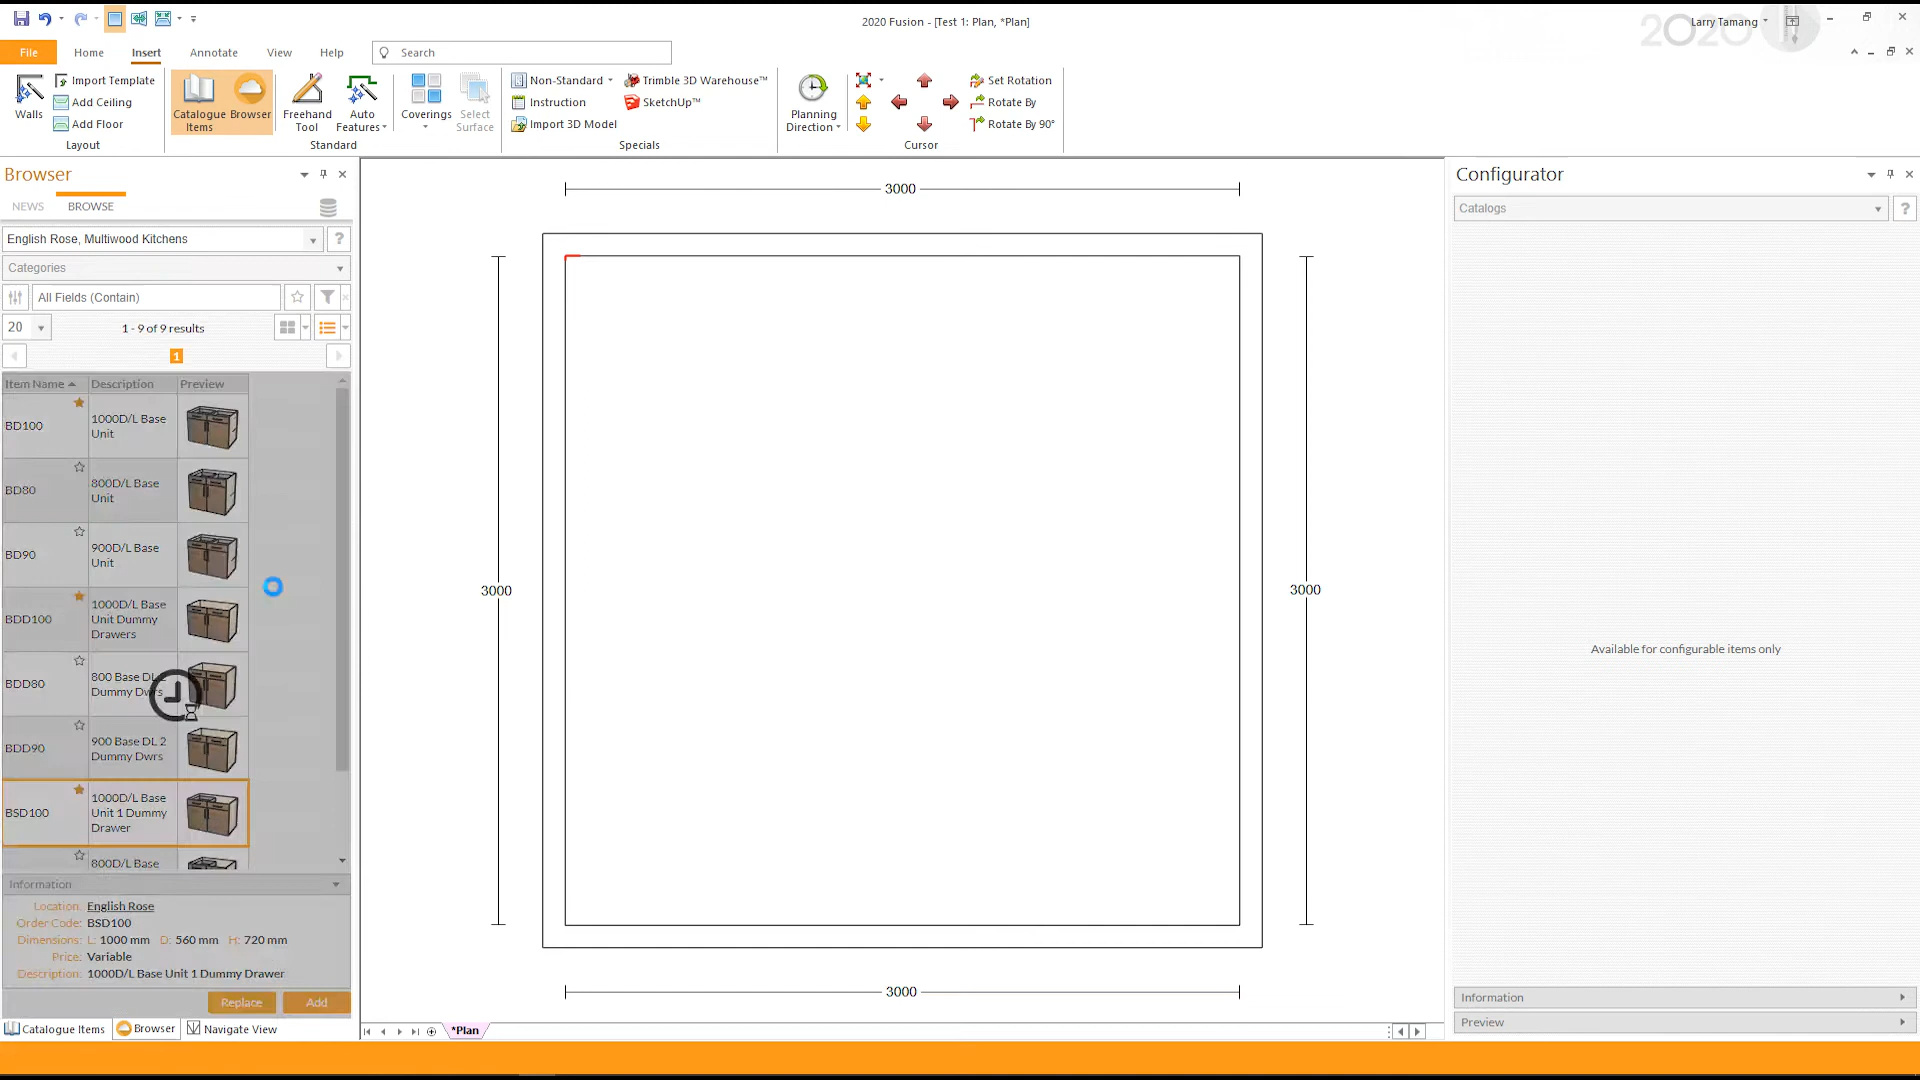 2020 Fusion - [Test 1: Plan, *Plan]
2020
Larry Tamang
File
Home
Insert
Annotate
View
Help
Search
Walls
Import Template
Add Ceiling
Add Floor
Layout
Catalogue Items
Browser
Freehand Tool
Auto Features
Standard
Coverings
Select Surface
Non-Standard
Instruction
Import 3D Model
Trimble 3D Warehouse™
SketchUp™
Specials
Planning Direction
Set Rotation
Rotate By
Rotate By 90°
Cursor
Browser
NEWS
BROWSE
English Rose, Multiwood Kitchens
?
Categories
All Fields (Contain)
20
1 - 9 of 9 results
1
Item Name
Description
Preview
BD100
1000D/L Base Unit
BD80
800D/L Base Unit
BD90
900D/L Base Unit
BDD100
1000D/L Base Unit Dummy Drawers
BDD80
800 Base DL 2 Dummy Dwrs
BDD90
900 Base DL 2 Dummy Dwrs
BSD100
1000D/L Base Unit 1 Dummy Drawer
800D/L Base
Information
Location: English Rose
Order Code: BSD100
Dimensions: L: 1000 mm D: 560 mm H: 720 mm
Price: Variable
Description: 1000D/L Base Unit 1 Dummy Drawer
Replace
Add
Catalogue Items
Browser
Navigate View
3000
3000
3000
3000
*Plan
Configurator
Catalogs
?
Available for configurable items only
Information
Preview